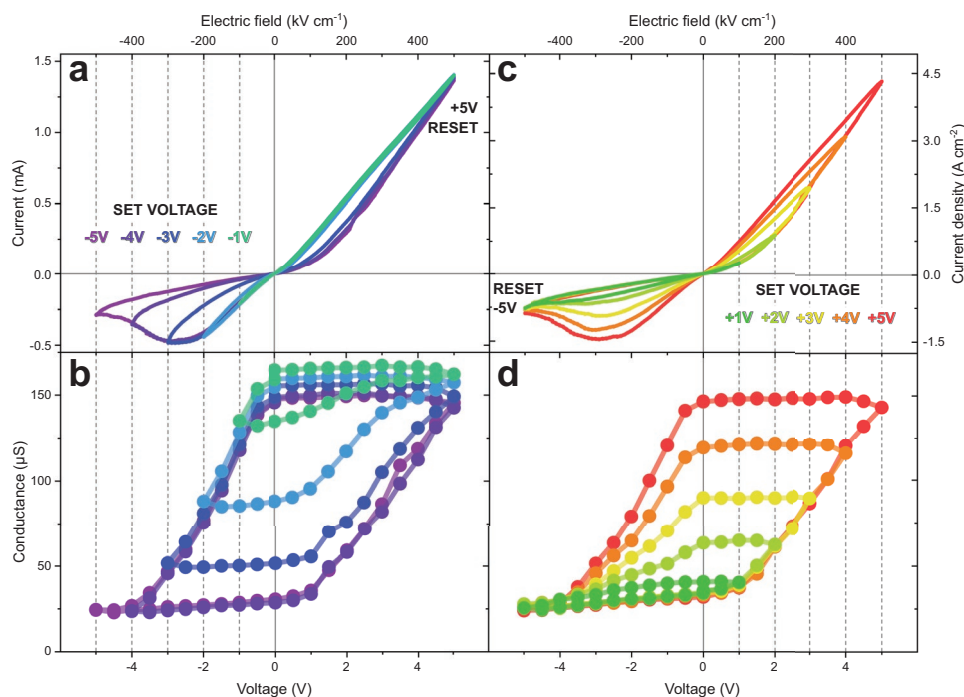 Electric field (kV cm⁻¹) Electric field (kV cm⁻¹)
-400 -200 0 200 400 -400 -200 0 200 400
a c
1.5 4.5
+5V
RESET
1.0 3.0
0.5 1.5
SET VOLTAGE
-5V -4V -3V -2V -1V
0.0 0.0
RESET SET VOLTAGE
-5V +1V +2V +3V +4V +5V
-0.5 -1.5
Current (mA) Current density (A cm⁻²)
b d
150
100
50
0
Conductance (µS)
-4 -2 0 2 4 -4 -2 0 2 4
Voltage (V) Voltage (V)